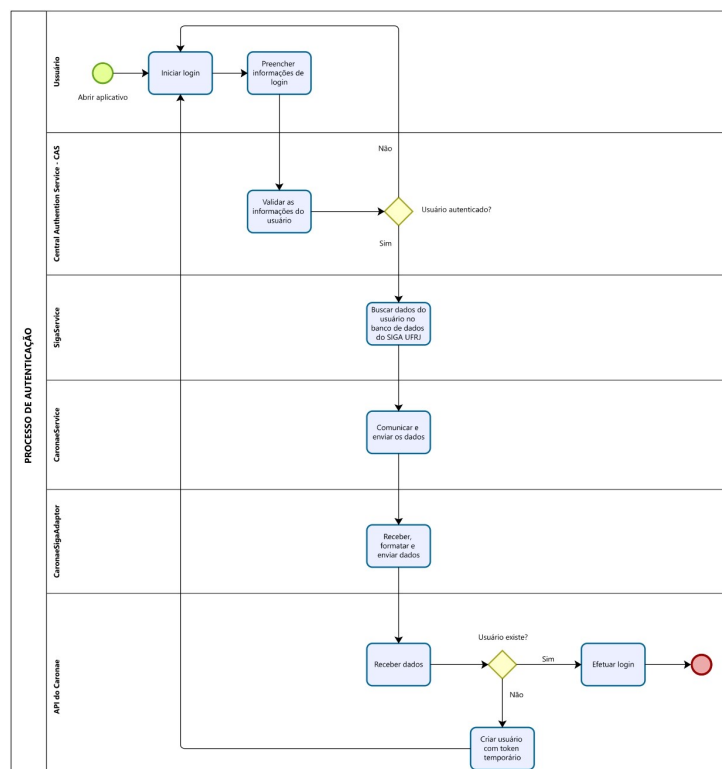 PROCESSO DE AUTENTICAÇÃO
Ussuário
Abrir aplicativo
Iniciar login
Preencher
informações de
login
Central Authention Service - CAS
Não
Validar as
informações do
usuário
Usuário autenticado?
Sim
SigaService
Buscar dados do
usuário no
banco de dados
do SIGA UFRJ
CaronaeService
Comunicar e
enviar os dados
CaronaeSigaAdaptor
Receber,
formatar e
enviar dados
API do Caronae
Receber dados
Usuário existe?
Sim
Efetuar login
Não
Criar usuário
com token
temporário